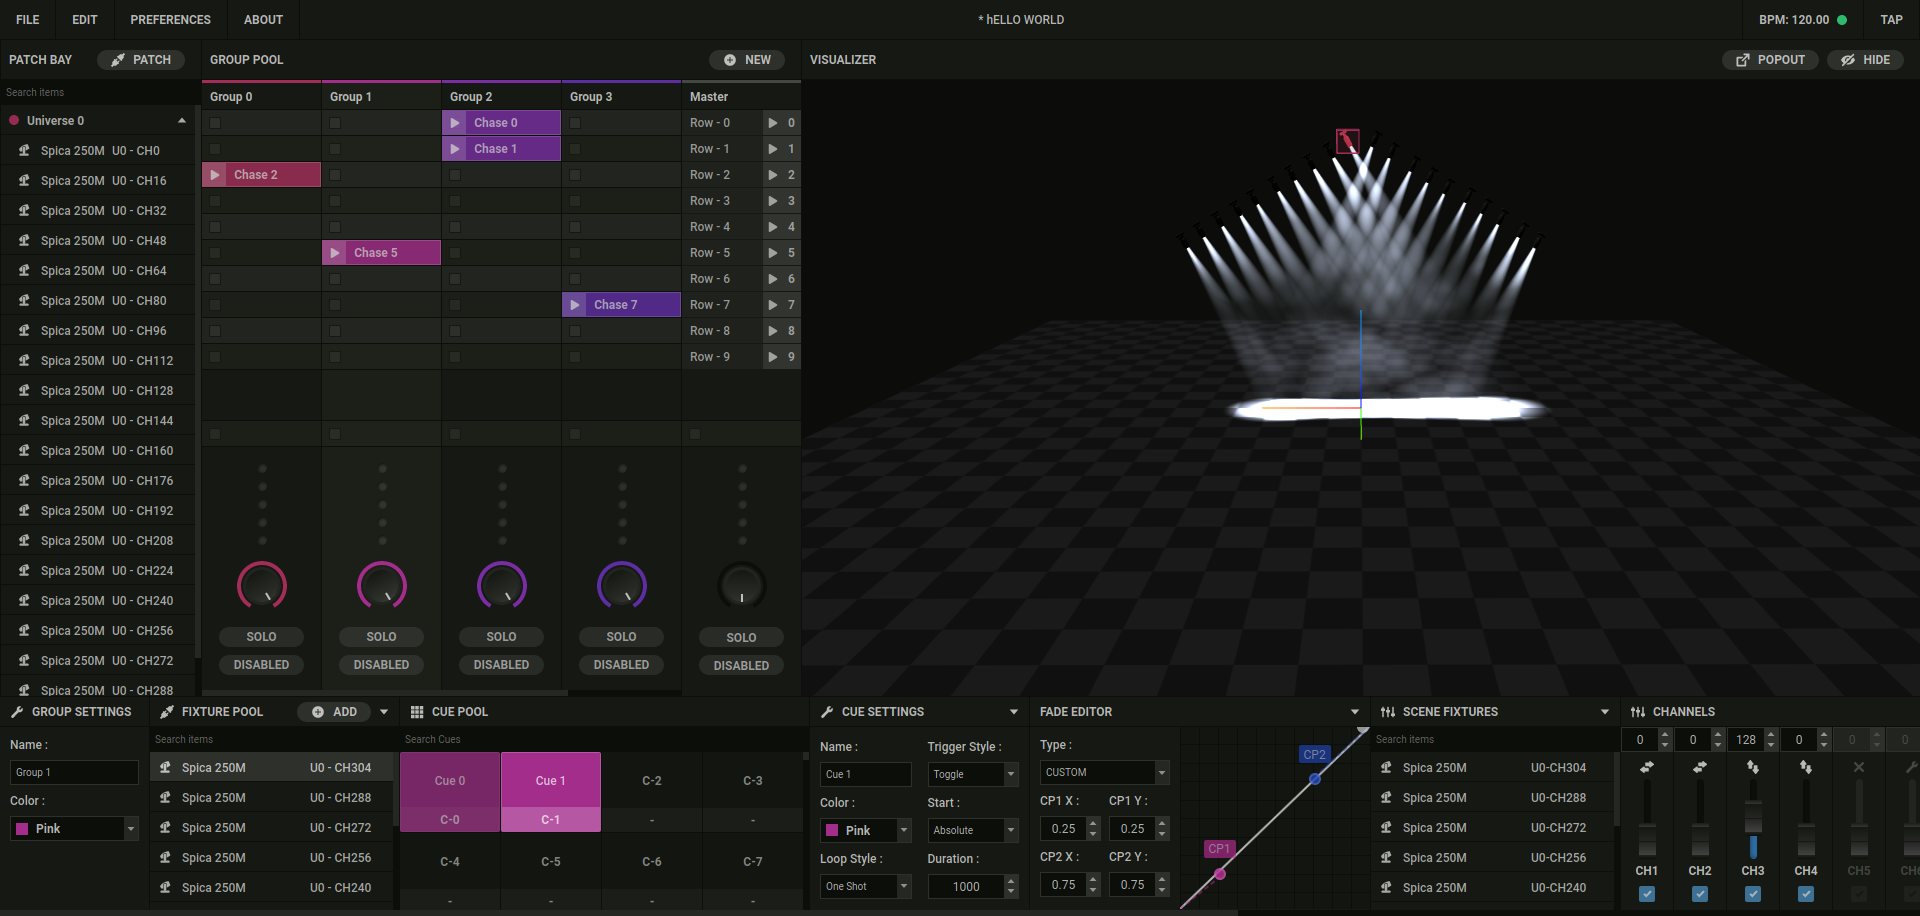 FILE EDIT PREFERENCES ABOUT * hELLO WORLD BPM: 120.00 TAP
PATCH BAY PATCH GROUP POOL NEW VISUALIZER POPOUT HIDE
Search items
Universe 0
Spica 250M U0 - CH0
Spica 250M U0 - CH16
Spica 250M U0 - CH32
Spica 250M U0 - CH48
Spica 250M U0 - CH64
Spica 250M U0 - CH80
Spica 250M U0 - CH96
Spica 250M U0 - CH112
Spica 250M U0 - CH128
Spica 250M U0 - CH144
Spica 250M U0 - CH160
Spica 250M U0 - CH176
Spica 250M U0 - CH192
Spica 250M U0 - CH208
Spica 250M U0 - CH224
Spica 250M U0 - CH240
Spica 250M U0 - CH256
Spica 250M U0 - CH272
Spica 250M U0 - CH288
Group 0 Group 1 Group 2 Group 3 Master
Chase 0 Row - 0 0
Chase 1 Row - 1 1
Chase 2 Row - 2 2
Row - 3 3
Row - 4 4
Chase 5 Row - 5 5
Row - 6 6
Chase 7 Row - 7 7
Row - 8 8
Row - 9 9
SOLO SOLO SOLO SOLO SOLO
DISABLED DISABLED DISABLED DISABLED DISABLED
GROUP SETTINGS
Name :
Group 1
Color :
Pink
FIXTURE POOL ADD
Search items
Spica 250M U0 - CH304
Spica 250M U0 - CH288
Spica 250M U0 - CH272
Spica 250M U0 - CH256
Spica 250M U0 - CH240
CUE POOL
Search Cues
Cue 0 Cue 1 C-2 C-3
C-0 C-1 - -
C-4 C-5 C-6 C-7
- - - -
CUE SETTINGS
Name : Trigger Style :
Cue 1 Toggle
Color : Start :
Pink Absolute
Loop Style : Duration :
One Shot 1000
FADE EDITOR
Type :
CUSTOM
CP1 X : CP1 Y :
0.25 0.25
CP2 X : CP2 Y :
0.75 0.75
CP2
CP1
SCENE FIXTURES
Search items
Spica 250M U0-CH304
Spica 250M U0-CH288
Spica 250M U0-CH272
Spica 250M U0-CH256
Spica 250M U0-CH240
CHANNELS
0 0 128 0 0 0
CH1 CH2 CH3 CH4 CH5